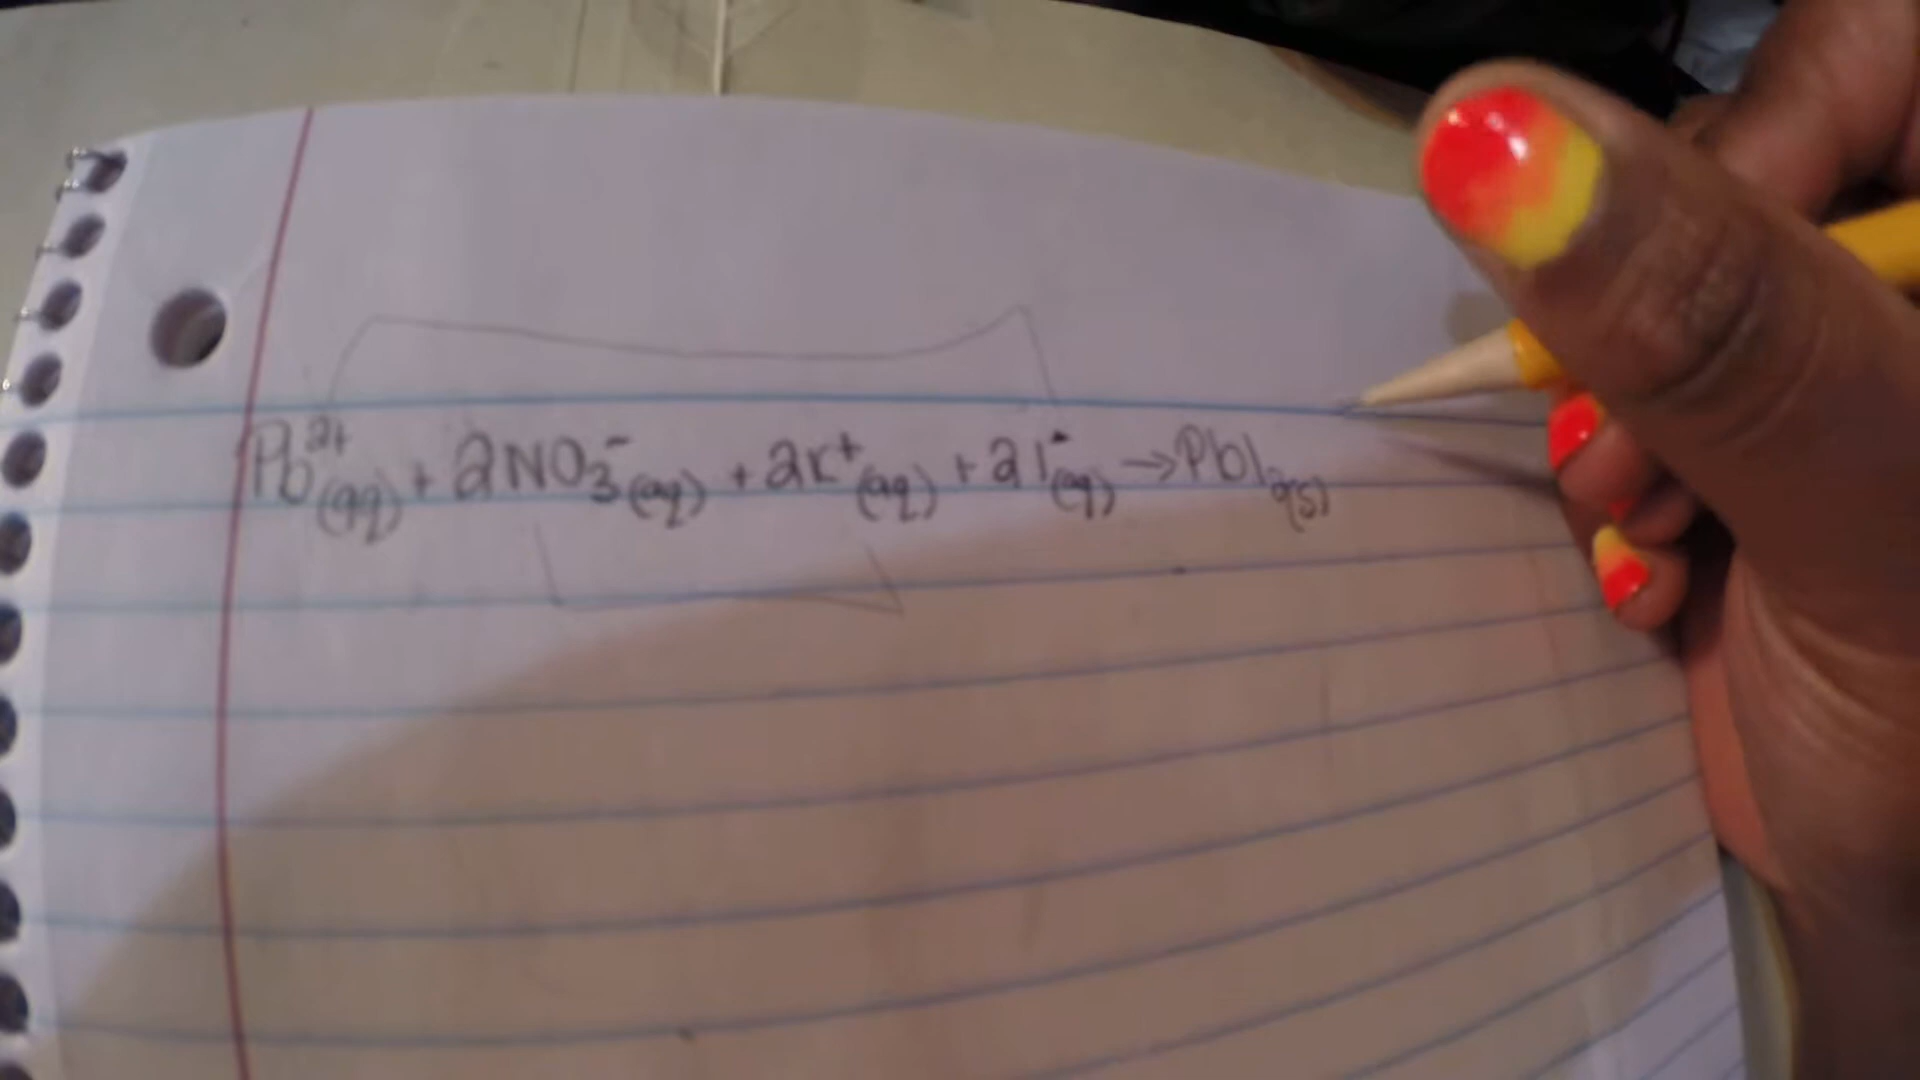 Pb²⁺(aq) + 2NO₃⁻(aq) + 2K⁺(aq) + 2I⁻(aq) → PbI₂(s)